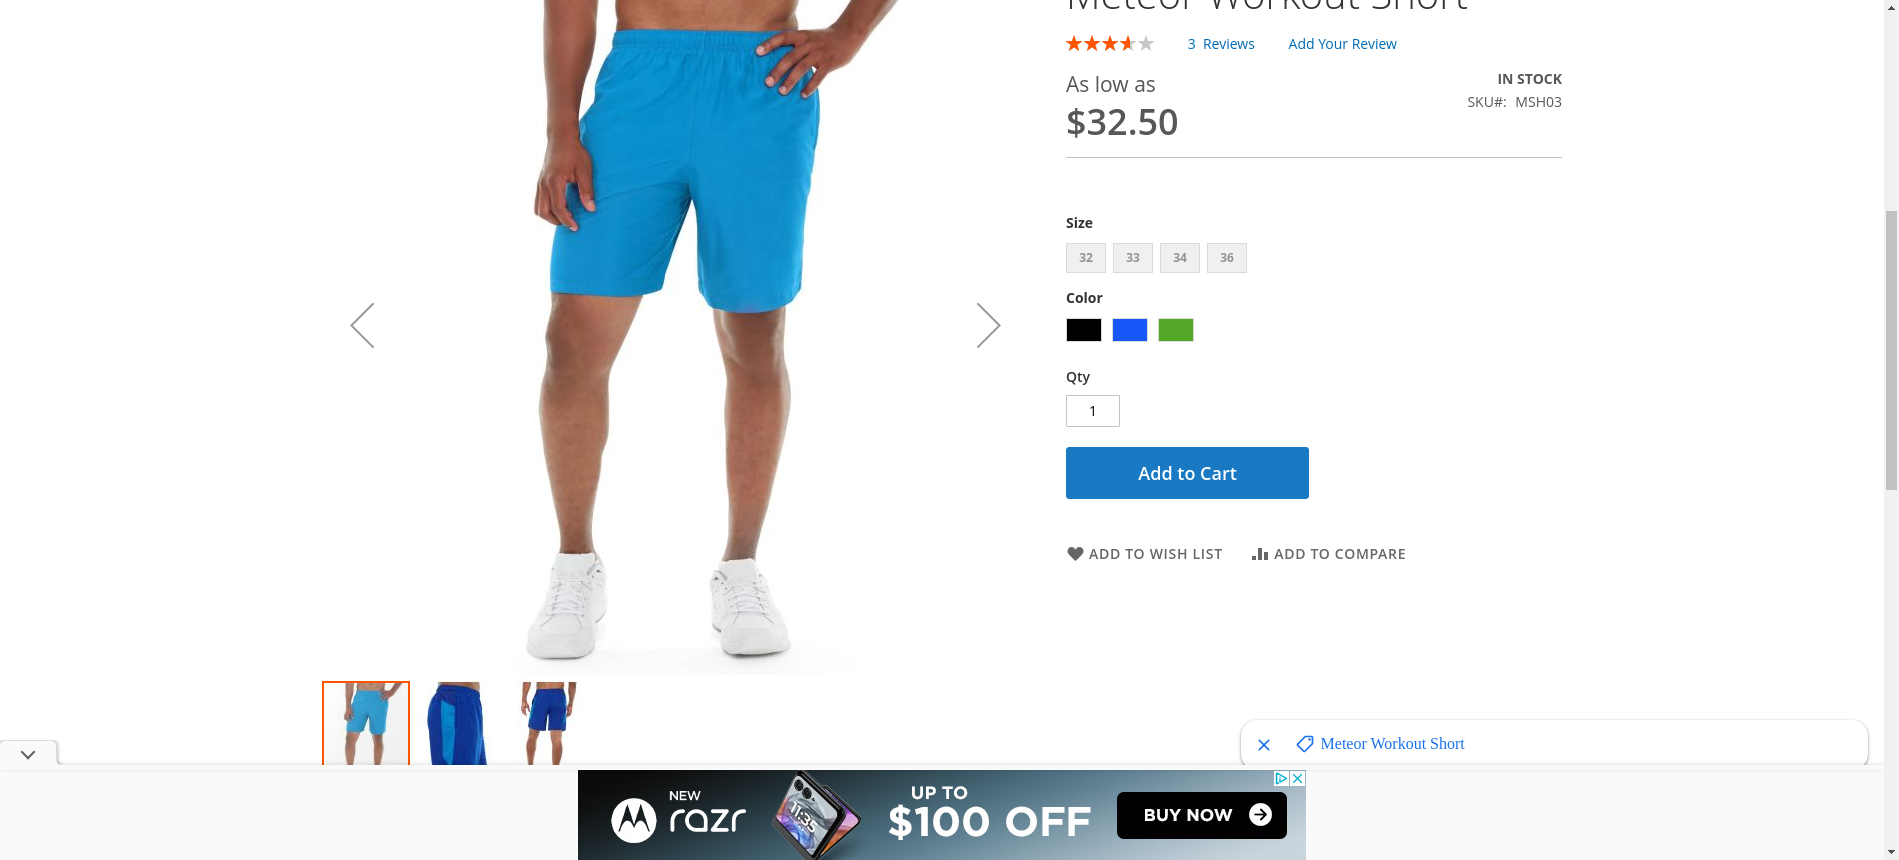 Meteor Workout Short
3 Reviews Add Your Review
As low as
$32.50
IN STOCK
SKU#: MSH03
Size
32 33 34 36
Color
Qty
1
Add to Cart
ADD TO WISH LIST ADD TO COMPARE
Meteor Workout Short
NEW
razr
11:35
UP TO
$100 OFF
BUY NOW